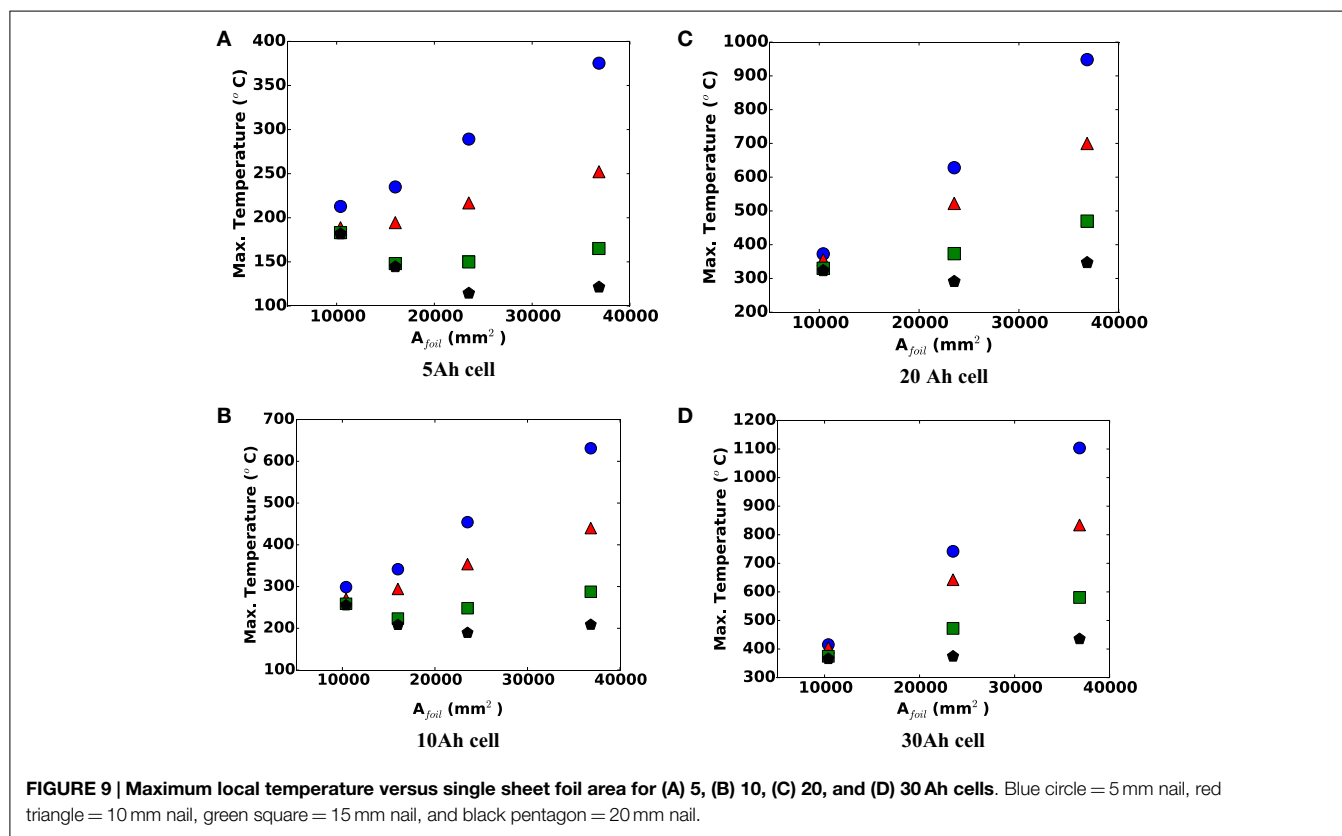 A
400
350
300
250
200
150
100
Max. Temperature (° C)
10000 20000 30000 40000
A_foil (mm²)
5Ah cell
C
1000
900
800
700
600
500
400
300
200
Max. Temperature (° C)
10000 20000 30000 40000
A_foil (mm²)
20 Ah cell
B
700
600
500
400
300
200
100
Max. Temperature (° C)
10000 20000 30000 40000
A_foil (mm²)
10Ah cell
D
1200
1100
1000
900
800
700
600
500
400
300
Max. Temperature (° C)
10000 20000 30000 40000
A_foil (mm²)
30Ah cell
FIGURE 9 | Maximum local temperature versus single sheet foil area for (A) 5, (B) 10, (C) 20, and (D) 30 Ah cells. Blue circle = 5 mm nail, red
triangle = 10 mm nail, green square = 15 mm nail, and black pentagon = 20 mm nail.